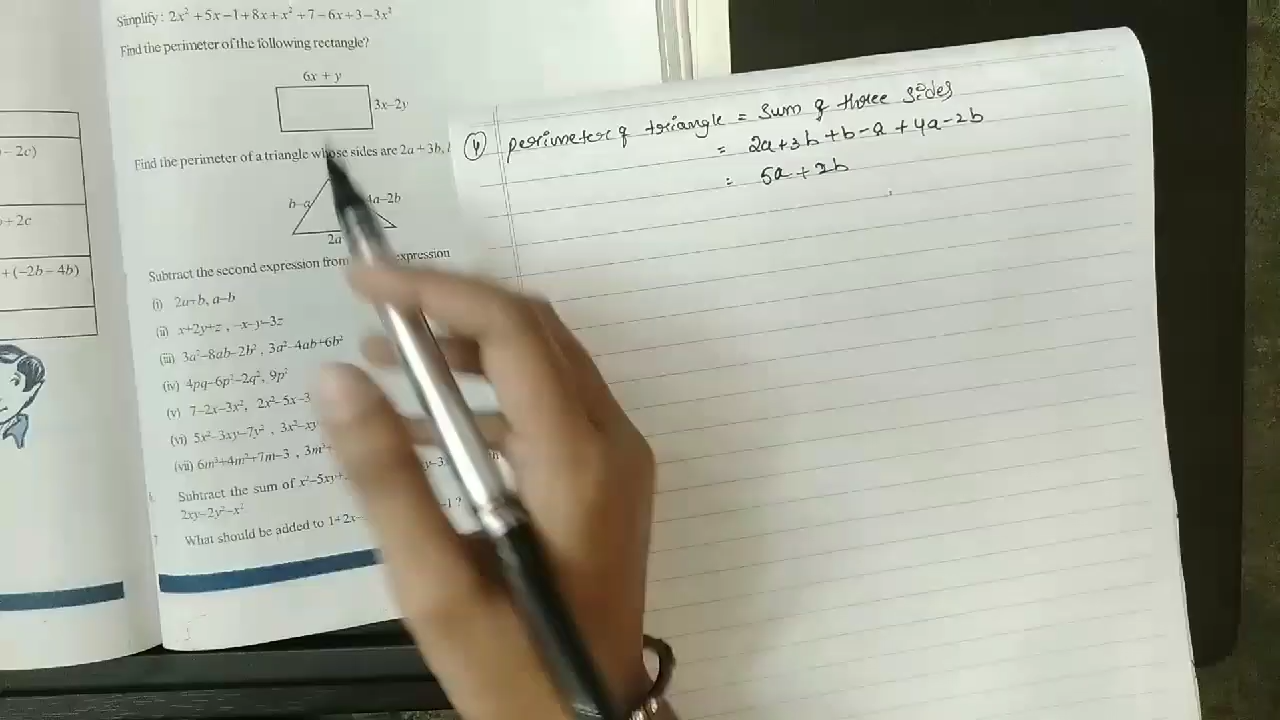 – 2c)
+ 2c
+ (–2b – 4b)
Simplify : 2x² + 5x – 1 + 8x + x² + 7 – 6x + 3 – 3x²
Find the perimeter of the following rectangle?
6x + y
3x–2y
Find the perimeter of a triangle whose sides are 2a + 3b,
b–a
4a–2b
2a
Subtract the second expression from expression
(i) 2a+b, a–b
(ii) x+2y+z , –x–y–3z
(iii) 3a²–8ab–2b² , 3a²–4ab+6b²
(iv) 4pq–6p²–2q², 9p²
(v) 7–2x–3x², 2x²–5x–3
(vi) 5x²–3xy–7y² , 3x²–xy
(vii) 6m³+4m²+7m–3 , 3m³+
Subtract the sum of x²–5xy+
2xy–2y²–x²
What should be added to 1+2x– –1 ?
④ perimeter of triangle = Sum of three sides
= 2a+3b+b-a+4a-2b
= 5a+2b